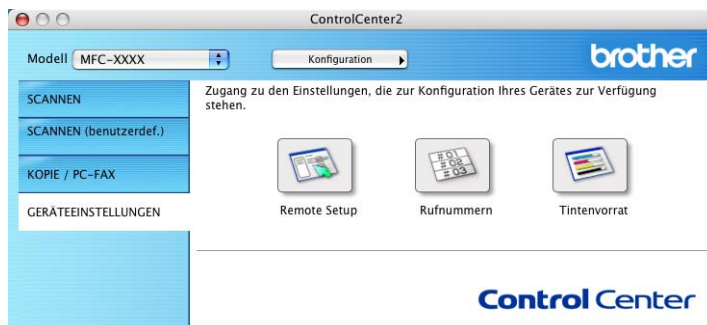 ControlCenter2
Modell MFC-XXXX Konfiguration
brother
SCANNEN
SCANNEN (benutzerdef.)
KOPIE / PC-FAX
GERÄTEEINSTELLUNGEN
Zugang zu den Einstellungen, die zur Konfiguration Ihres Gerätes zur Verfügung
stehen.
# 01
# 02
# 03
Remote Setup Rufnummern Tintenvorrat
Control Center